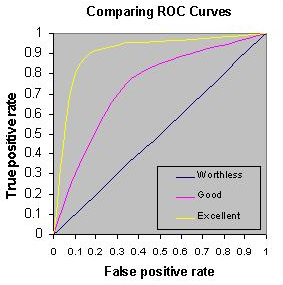 Comparing ROC Curves
True positive rate
1
0.9
0.8
0.7
0.6
0.5
0.4
0.3
0.2
0.1
0
Worthless
Good
Excellent
0 0.1 0.2 0.3 0.4 0.5 0.6 0.7 0.8 0.9 1
False positive rate